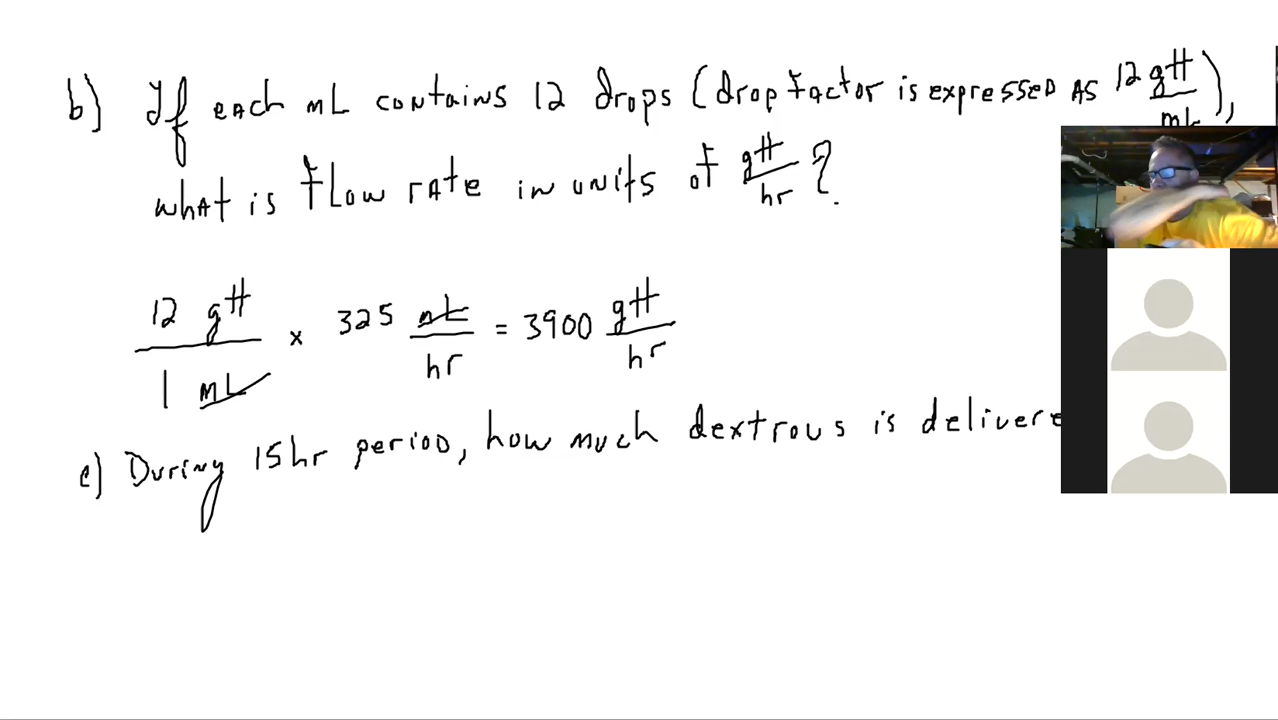 b) If each mL contains 12 drops (drop factor is expressed as 12 gtt/mL),
what is flow rate in units of gtt/hr?
12 gtt/1 mL x 325 mL/hr = 3900 gtt/hr
c) During 15hr period, how much dextrous is delivere